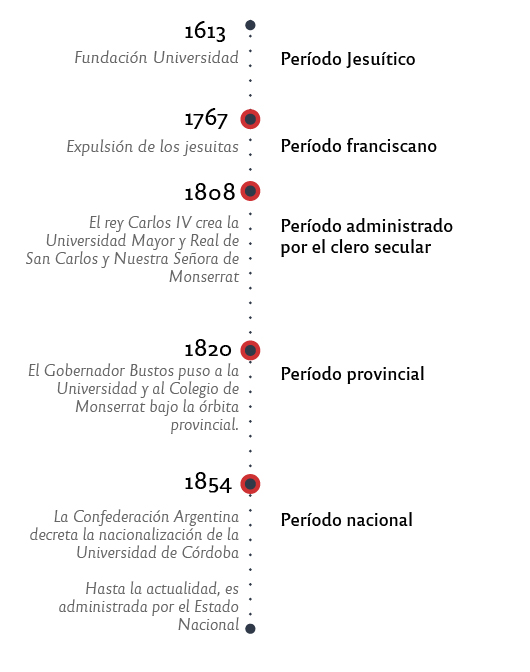 1613
Fundación Universidad
Período Jesuítico
1767
Expulsión de los jesuitas
Período franciscano
1808
El rey Carlos IV crea la
Universidad Mayor y Real de
San Carlos y Nuestra Señora de
Monserrat
Período administrado
por el clero secular
1820
El Gobernador Bustos puso a la
Universidad y al Colegio de
Monserrat bajo la órbita
provincial.
Período provincial
1854
La Confederación Argentina
decreta la nacionalización de la
Universidad de Córdoba
Período nacional
Hasta la actualidad, es
administrada por el Estado
Nacional